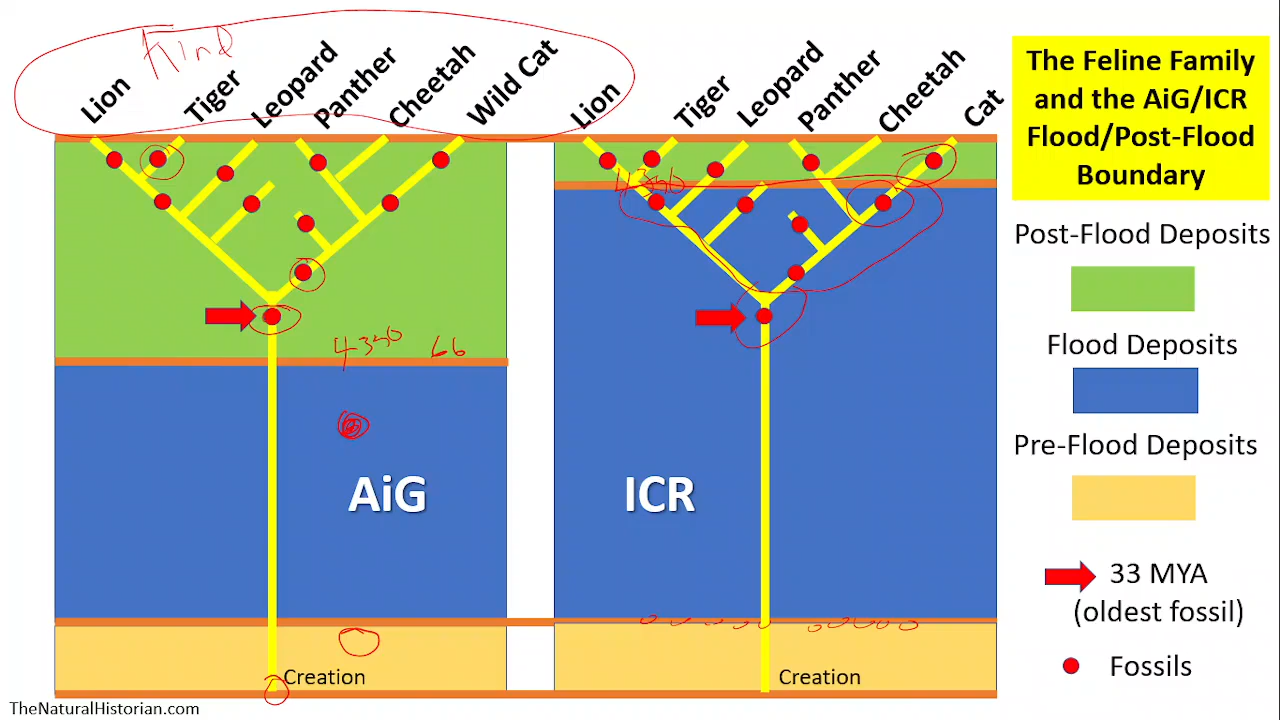 Kind
Lion
Tiger
Leopard
Panther
Cheetah
Wild Cat
Lion
Tiger
Leopard
Panther
Cheetah
Cat
The Feline Family
and the AiG/ICR
Flood/Post-Flood
Boundary
Post-Flood Deposits
Flood Deposits
Pre-Flood Deposits
33 MYA
(oldest fossil)
Fossils
4350
66
4350
AiG
ICR
Creation
Creation
TheNaturalHistorian.com